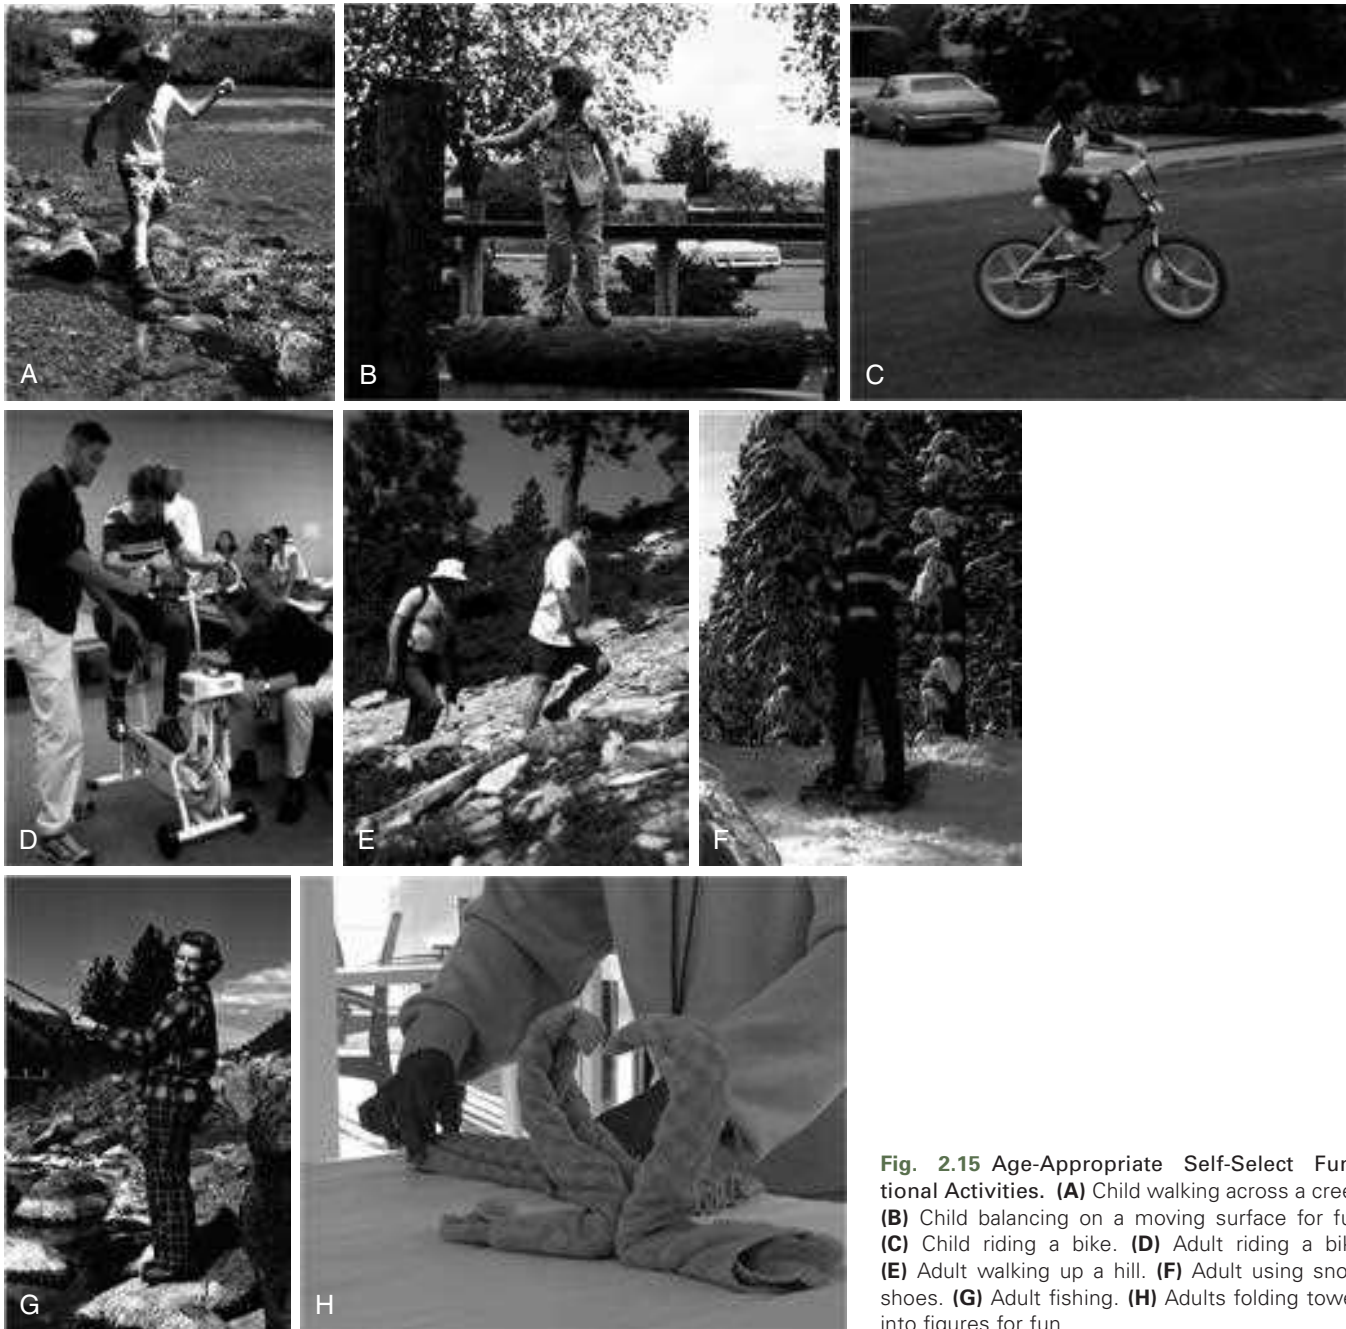 A
B
C
D
E
F
G
H
Fig. 2.15 Age-Appropriate Self-Select Fun
tional Activities. (A) Child walking across a cree
(B) Child balancing on a moving surface for fu
(C) Child riding a bike. (D) Adult riding a bik
(E) Adult walking up a hill. (F) Adult using sno
shoes. (G) Adult fishing. (H) Adults folding towe
into figures for fun